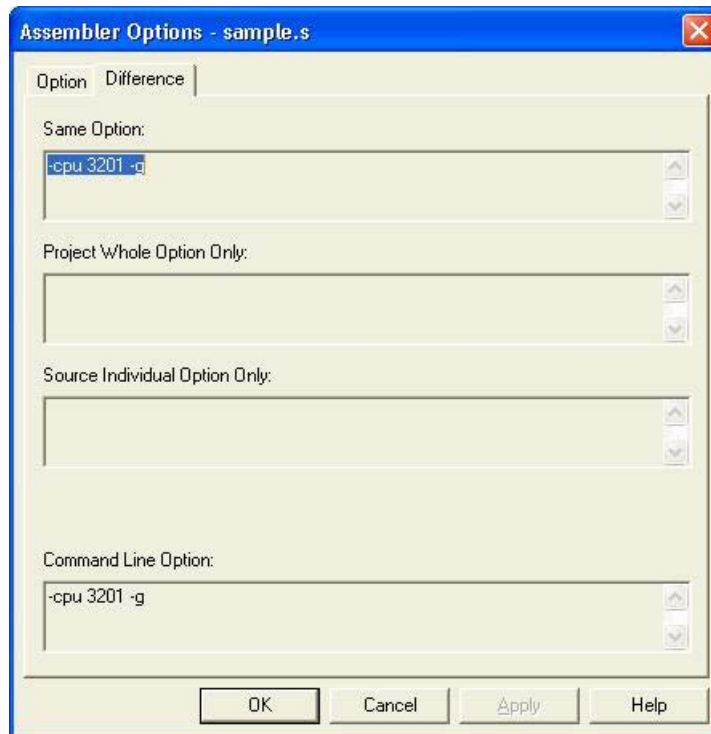 Assembler Options - sample.s
Option Difference
Same Option:
-cpu 3201 -g
Project Whole Option Only:
Source Individual Option Only:
Command Line Option:
-cpu 3201 -g
OK Cancel Apply Help